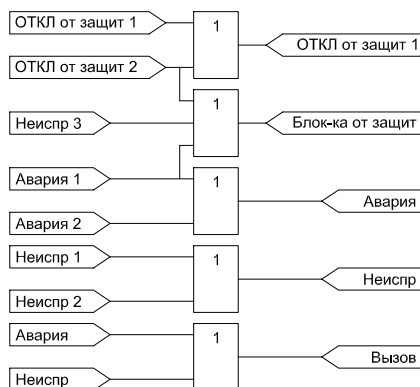 ОТКЛ от защит 1
1
ОТКЛ от защит 1
ОТКЛ от защит 2
1
Неиспр 3
Блок-ка от защит
Авария 1
1
Авария
Авария 2
Неиспр 1
1
Неиспр
Неиспр 2
Авария
1
Вызов
Неиспр